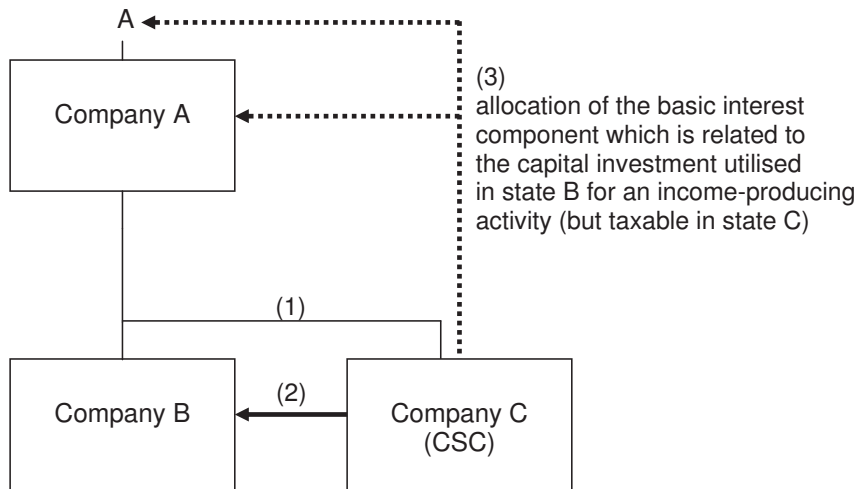 A
Company A
(3)
allocation of the basic interest
component which is related to
the capital investment utilised
in state B for an income-producing
activity (but taxable in state C)
(1)
Company B
(2)
Company C
(CSC)